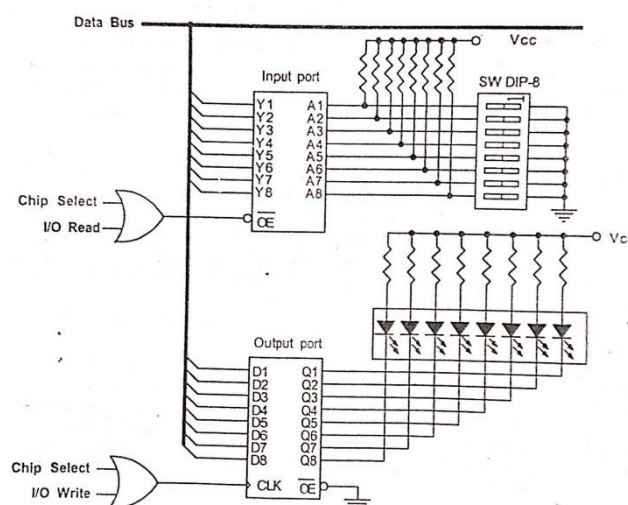 Data Bus
Vcc
Input port
SW DIP-8
Y1 A1
Y2 A2
Y3 A3
Y4 A4
Y5 A5
Y6 A6
Y7 A7
Y8 A8
Chip Select
I/O Read
OE
Vc
Output port
D1 Q1
D2 Q2
D3 Q3
D4 Q4
D5 Q5
D6 Q6
D7 Q7
D8 Q8
Chip Select
CLK OE
I/O Write